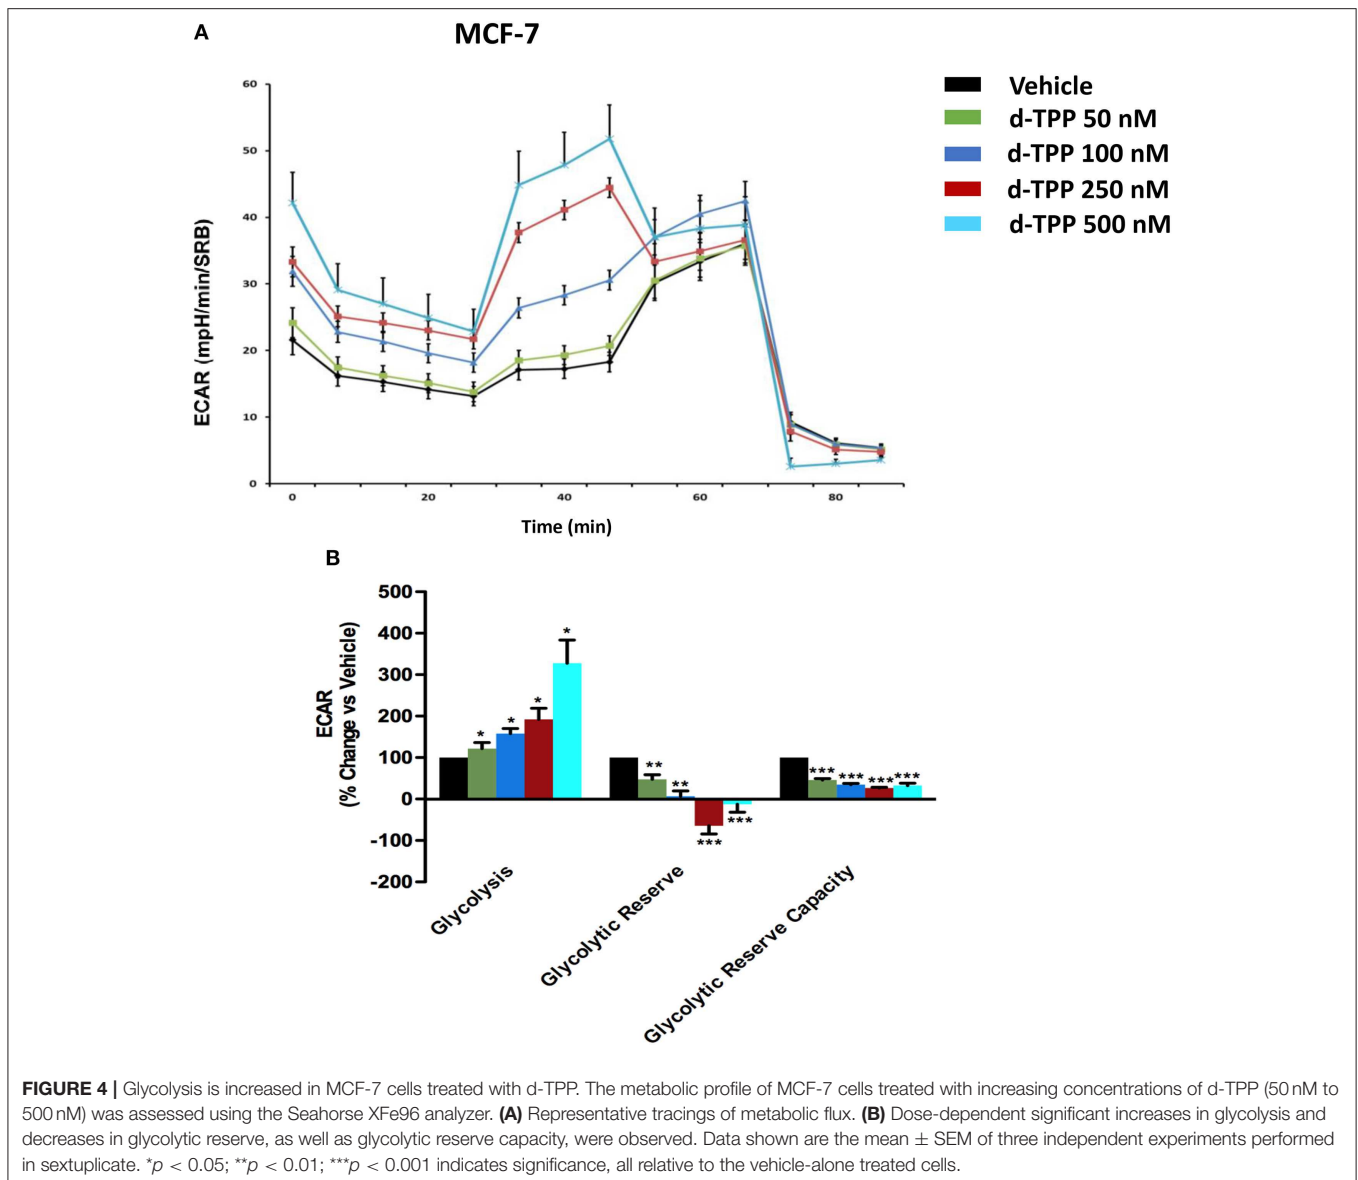 A
MCF-7
Vehicle
d-TPP 50 nM
d-TPP 100 nM
d-TPP 250 nM
d-TPP 500 nM
ECAR (mpH/min/SRB)
60
50
40
30
20
10
0
0
20
40
60
80
Time (min)
B
ECAR
(% Change vs Vehicle)
500
400
300
200
100
0
-100
-200
*
*
*
*
**
**
***
***
***
***
***
***
Glycolysis
Glycolytic Reserve
Glycolytic Reserve Capacity
FIGURE 4 | Glycolysis is increased in MCF-7 cells treated with d-TPP. The metabolic profile of MCF-7 cells treated with increasing concentrations of d-TPP (50 nM to
500 nM) was assessed using the Seahorse XFe96 analyzer. (A) Representative tracings of metabolic flux. (B) Dose-dependent significant increases in glycolysis and
decreases in glycolytic reserve, as well as glycolytic reserve capacity, were observed. Data shown are the mean ± SEM of three independent experiments performed
in sextuplicate. *p < 0.05; **p < 0.01; ***p < 0.001 indicates significance, all relative to the vehicle-alone treated cells.